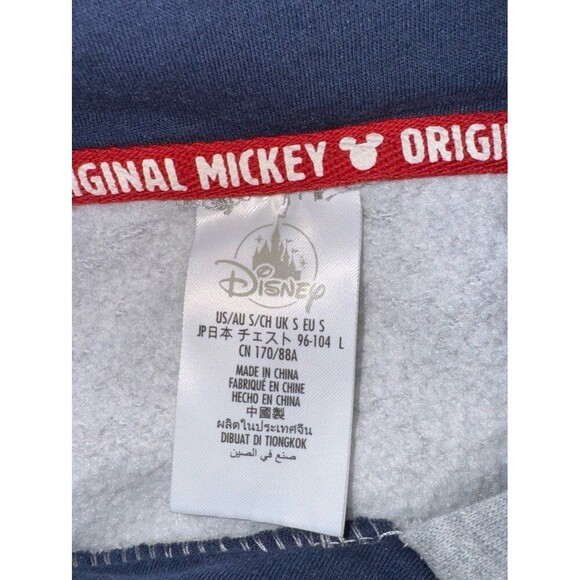 IGINAL MICKEY ORIGI
Disney
US/AU S/CH UK S EU S
JP日本 チェスト 96-104 L
CN 170/88A
MADE IN CHINA
FABRIQUÉ EN CHINE
HECHO EN CHINA
中國製
ผลิตในประเทศจีน
DIBUAT DI TIONGKOK
صنع في الصين